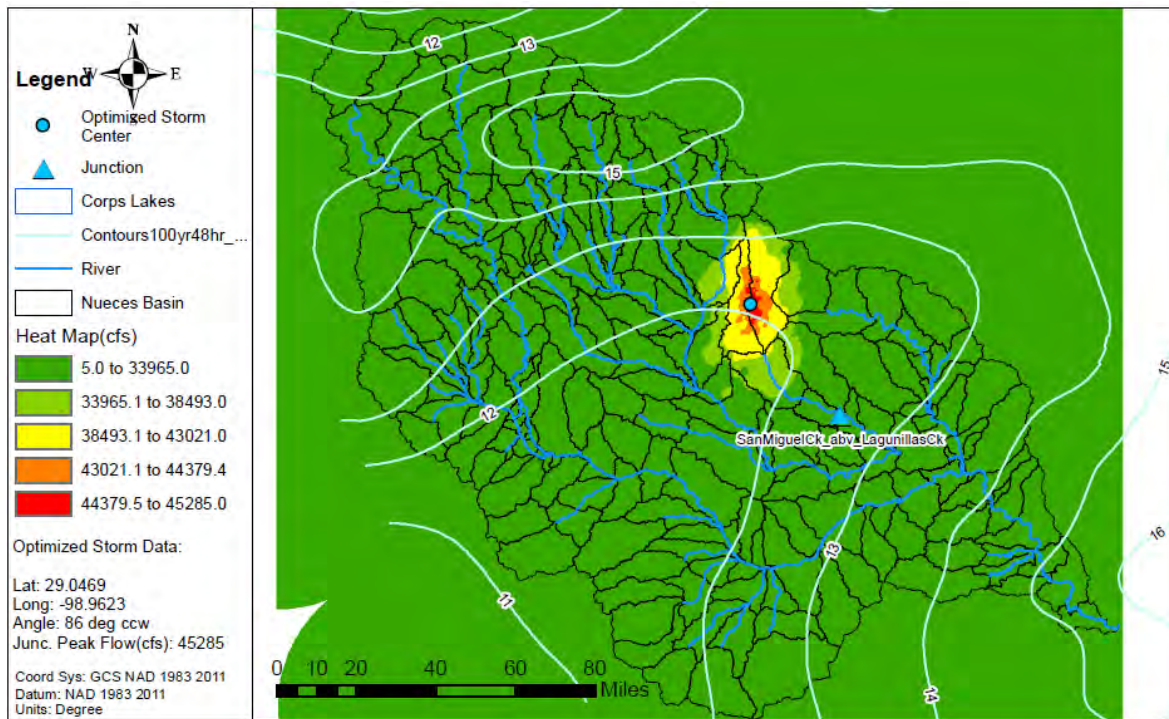 N
Legend
W
E
S
Optimized Storm
Center
Junction
Corps Lakes
Contours100yr48hr_...
River
Nueces Basin
Heat Map(cfs)
5.0 to 33965.0
33965.1 to 38493.0
38493.1 to 43021.0
43021.1 to 44379.4
44379.5 to 45285.0
Optimized Storm Data:
Lat: 29.0469
Long: -98.9623
Angle: 86 deg ccw
Junc. Peak Flow(cfs): 45285
Coord Sys: GCS NAD 1983 2011
Datum: NAD 1983 2011
Units: Degree
12
13
15
15
12
SanMiguelCk_abv_LagunillasCk
16
13
11
14
0 10 20 40 60 80
Miles